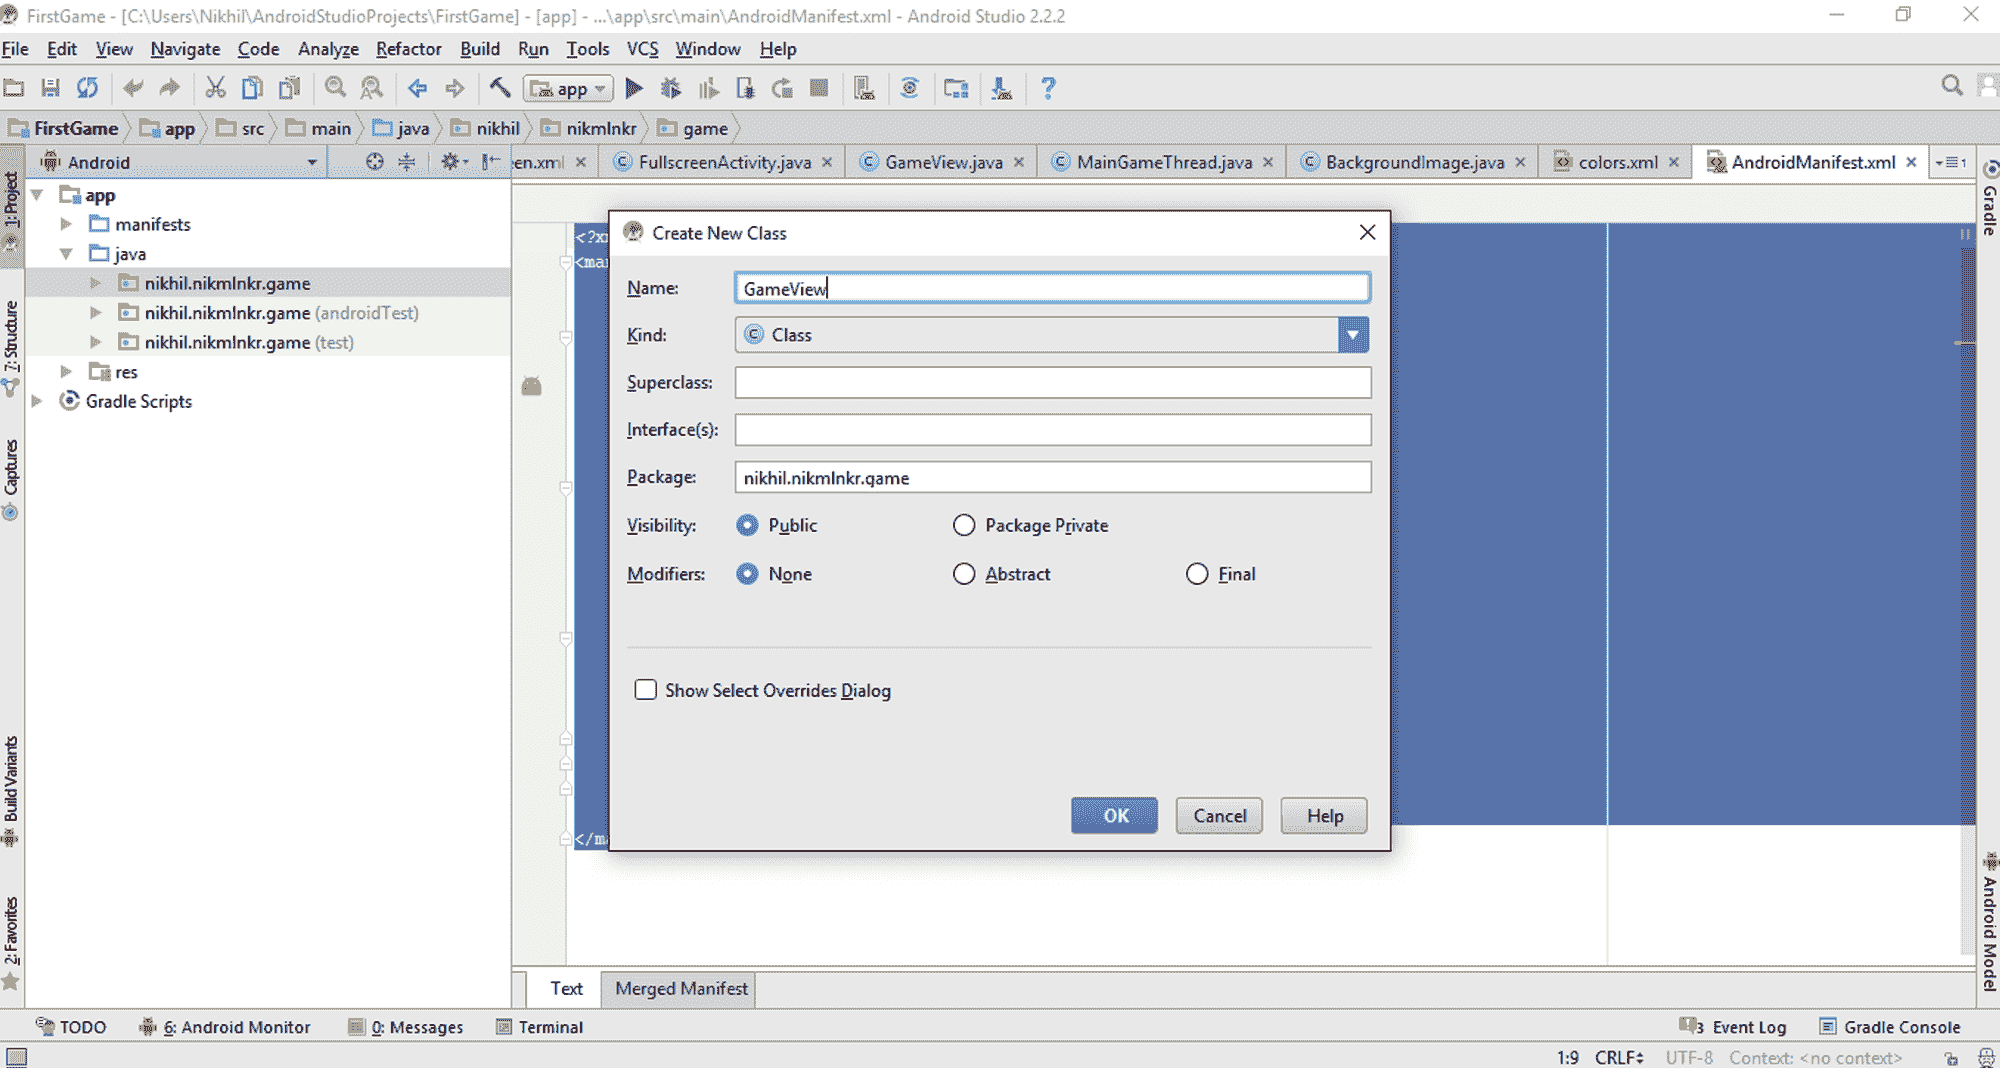 FirstGame - [C:\Users\Nikhil\AndroidStudioProjects\FirstGame] - [app] - ...\app\src\main\AndroidManifest.xml - Android Studio 2.2.2
File Edit View Navigate Code Analyze Refactor Build Run Tools VCS Window Help
app
FirstGame app src main java nikhil nikmlnkr game
Android
een.xml FullscreenActivity.java GameView.java MainGameThread.java BackgroundImage.java colors.xml AndroidManifest.xml
1: Project
7: Structure
Captures
Build Variants
2: Favorites
app
manifests
java
nikhil.nikmlnkr.game
nikhil.nikmlnkr.game (androidTest)
nikhil.nikmlnkr.game (test)
res
Gradle Scripts
<?x
<ma
</m
Create New Class
Name: GameView
Kind: Class
Superclass:
Interface(s):
Package: nikhil.nikmlnkr.game
Visibility: Public Package Private
Modifiers: None Abstract Final
Show Select Overrides Dialog
OK Cancel Help
Gradle
Android Model
Text Merged Manifest
TODO 6: Android Monitor 0: Messages Terminal 3 Event Log Gradle Console
1:9 CRLF UTF-8 Context: <no context>